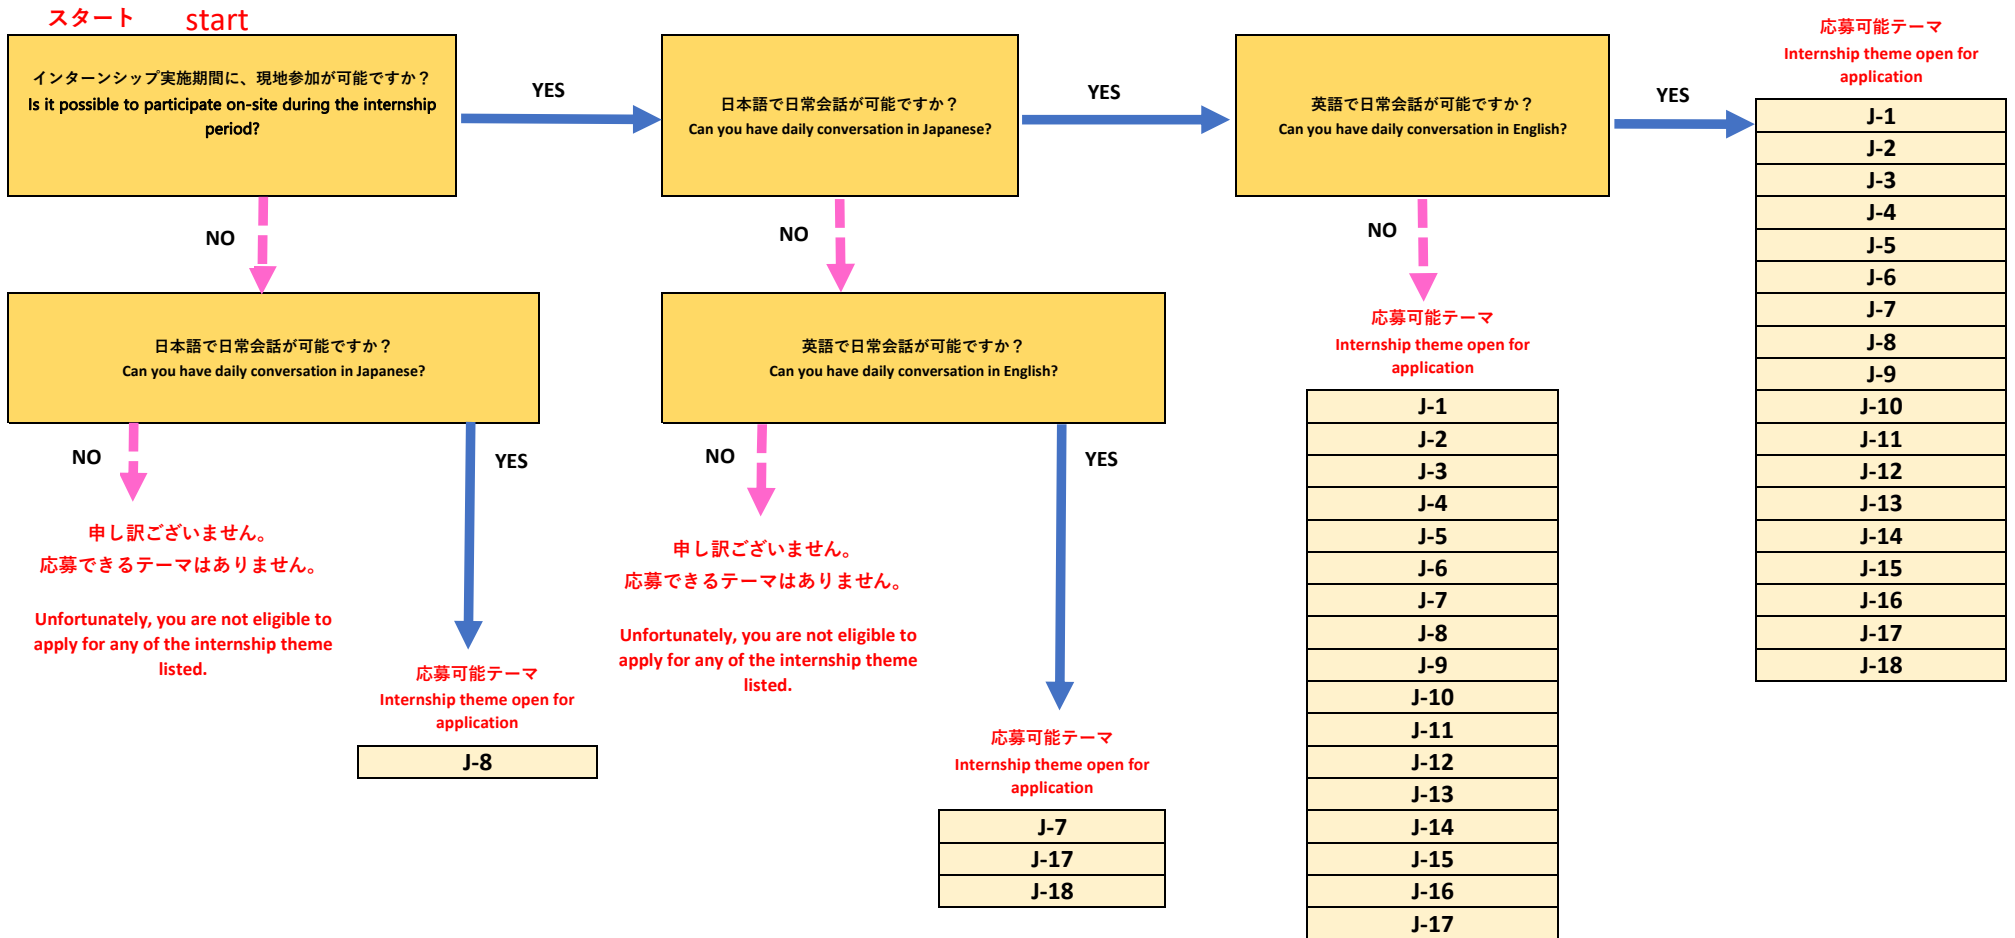 スタート start
インターンシップ実施期間に、現地参加が可能ですか？
Is it possible to participate on-site during the internship
period?
YES
日本語で日常会話が可能ですか？
Can you have daily conversation in Japanese?
YES
英語で日常会話が可能ですか？
Can you have daily conversation in English?
YES
応募可能テーマ
Internship theme open for
application
J-1
J-2
J-3
J-4
J-5
J-6
J-7
J-8
J-9
J-10
J-11
J-12
J-13
J-14
J-15
J-16
J-17
J-18
NO
日本語で日常会話が可能ですか？
Can you have daily conversation in Japanese?
NO
申し訳ございません。
応募できるテーマはありません。
Unfortunately, you are not eligible to
apply for any of the internship theme
listed.
YES
応募可能テーマ
Internship theme open for
application
J-8
NO
英語で日常会話が可能ですか？
Can you have daily conversation in English?
NO
申し訳ございません。
応募できるテーマはありません。
Unfortunately, you are not eligible to
apply for any of the internship theme
listed.
YES
応募可能テーマ
Internship theme open for
application
J-7
J-17
J-18
NO
応募可能テーマ
Internship theme open for
application
J-1
J-2
J-3
J-4
J-5
J-6
J-7
J-8
J-9
J-10
J-11
J-12
J-13
J-14
J-15
J-16
J-17